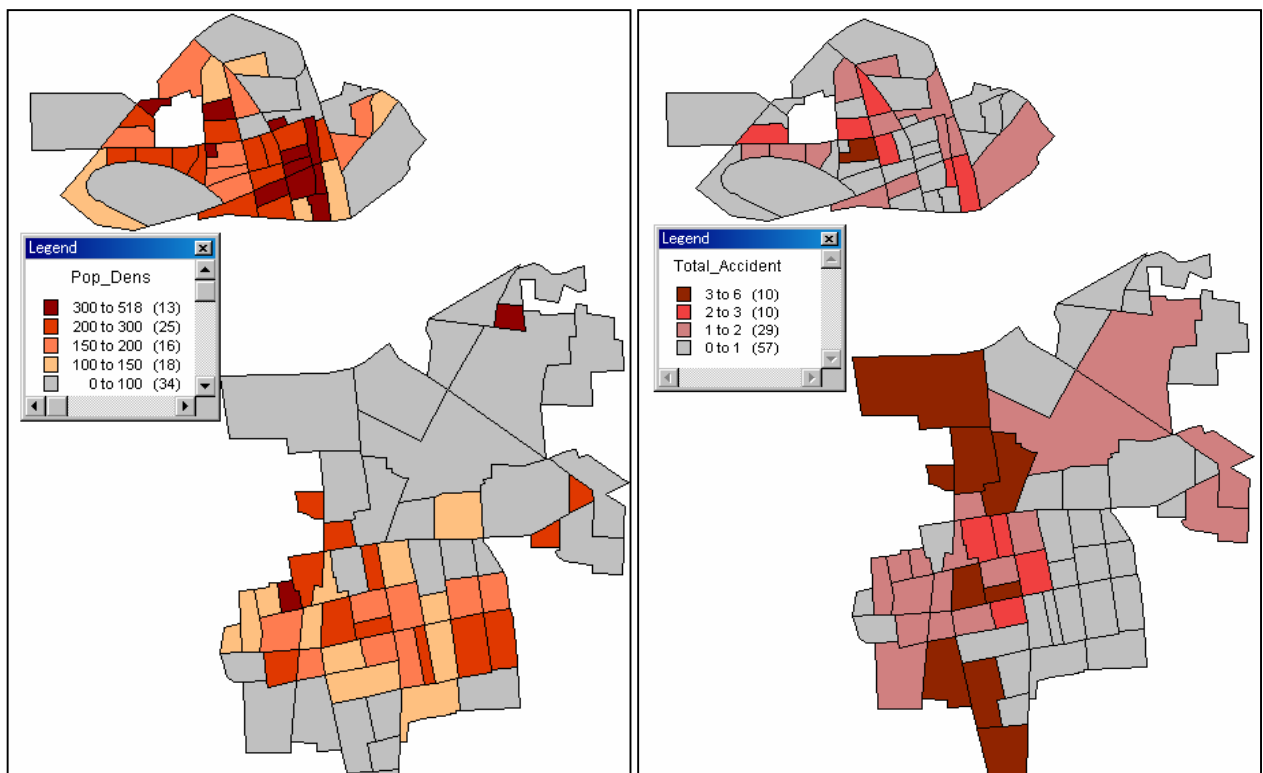 Legend
Pop_Dens
300 to 518 (13)
200 to 300 (25)
150 to 200 (16)
100 to 150 (18)
0 to 100 (34)
Legend
Total_Accident
3 to 6 (10)
2 to 3 (10)
1 to 2 (29)
0 to 1 (57)